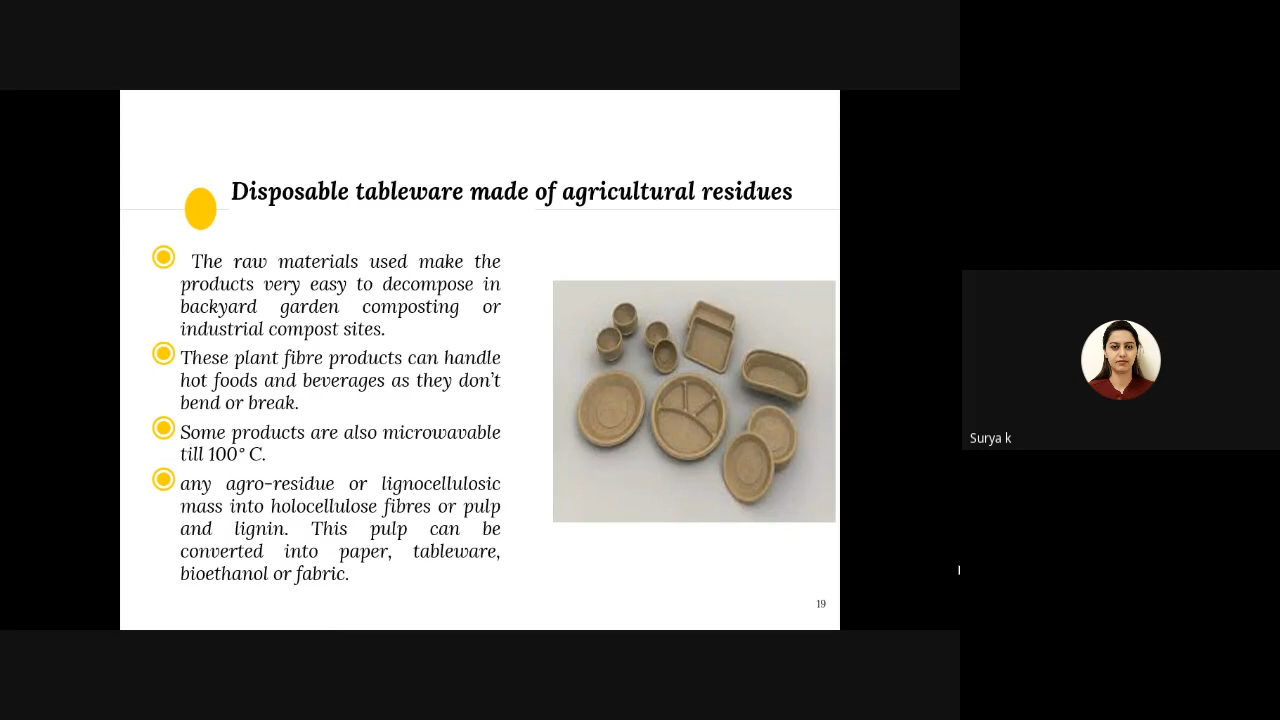 Disposable tableware made of agricultural residues
The raw materials used make the
products very easy to decompose in
backyard garden composting or
industrial compost sites.
These plant fibre products can handle
hot foods and beverages as they don't
bend or break.
Some products are also microwavable
till 100° C.
any agro-residue or lignocellulosic
mass into holocellulose fibres or pulp
and lignin. This pulp can be
converted into paper, tableware,
bioethanol or fabric.
19
Surya k